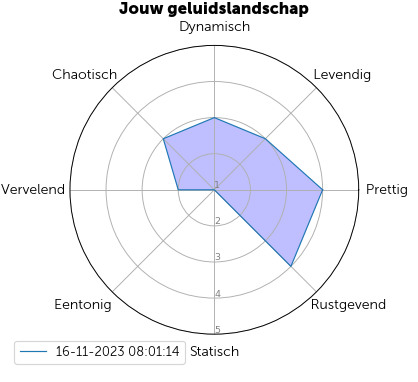 Jouw geluidslandschap
Dynamisch
Chaotisch
Levendig
Vervelend
1
Prettig
2
3
4
Eentonig
Rustgevend
5
16-11-2023 08:01:14
Statisch